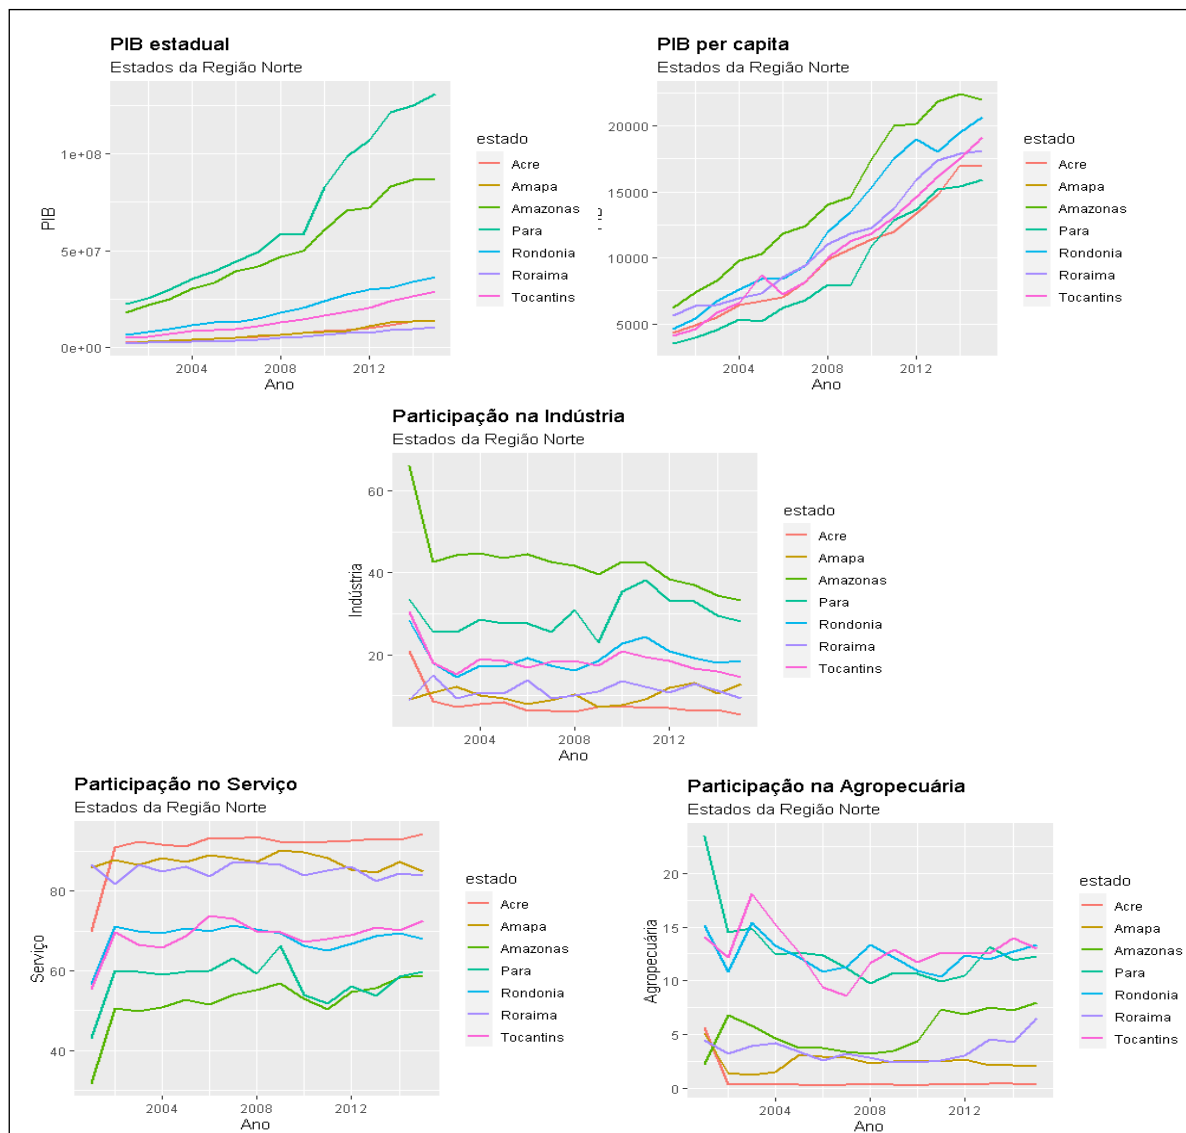 PIB estadual
Estados da Região Norte
PIB
1e+08
5e+07
0e+00
2004 2008 2012
Ano
estado
Acre
Amapa
Amazonas
Para
Rondonia
Roraima
Tocantins
PIB per capita
Estados da Região Norte
20000
15000
10000
5000
2004 2008 2012
Ano
estado
Acre
Amapa
Amazonas
Para
Rondonia
Roraima
Tocantins
Participação na Indústria
Estados da Região Norte
Indústria
60
40
20
2004 2008 2012
Ano
estado
Acre
Amapa
Amazonas
Para
Rondonia
Roraima
Tocantins
Participação no Serviço
Estados da Região Norte
Serviço
80
60
40
2004 2008 2012
Ano
estado
Acre
Amapa
Amazonas
Para
Rondonia
Roraima
Tocantins
Participação na Agropecuária
Estados da Região Norte
Agropecuária
20
15
10
5
0
2004 2008 2012
Ano
estado
Acre
Amapa
Amazonas
Para
Rondonia
Roraima
Tocantins